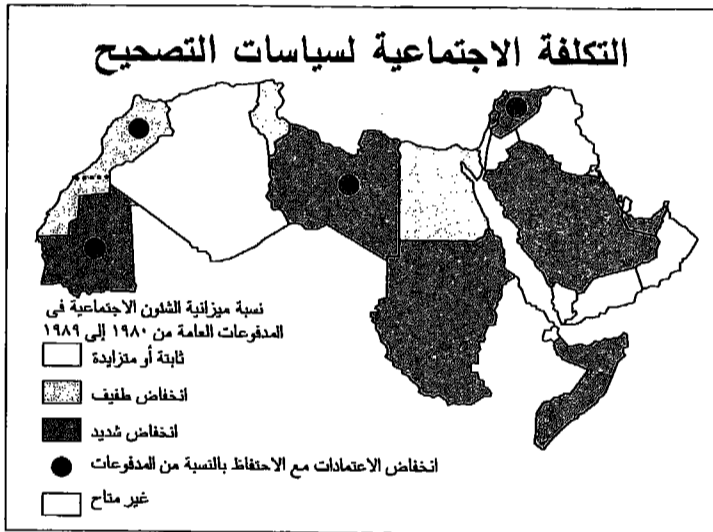 التكلفة الاجتماعية لسياسات التصحيح
نسبة ميزانية الشئون الاجتماعية فى
المدفوعات العامة من ١٩٨٠ إلى ١٩٨٩
ثابتة أو متزايدة
انخفاض طفيف
انخفاض شديد
انخفاض الاعتمادات مع الاحتفاظ بالنسبة من المدفوعات
غير متاح